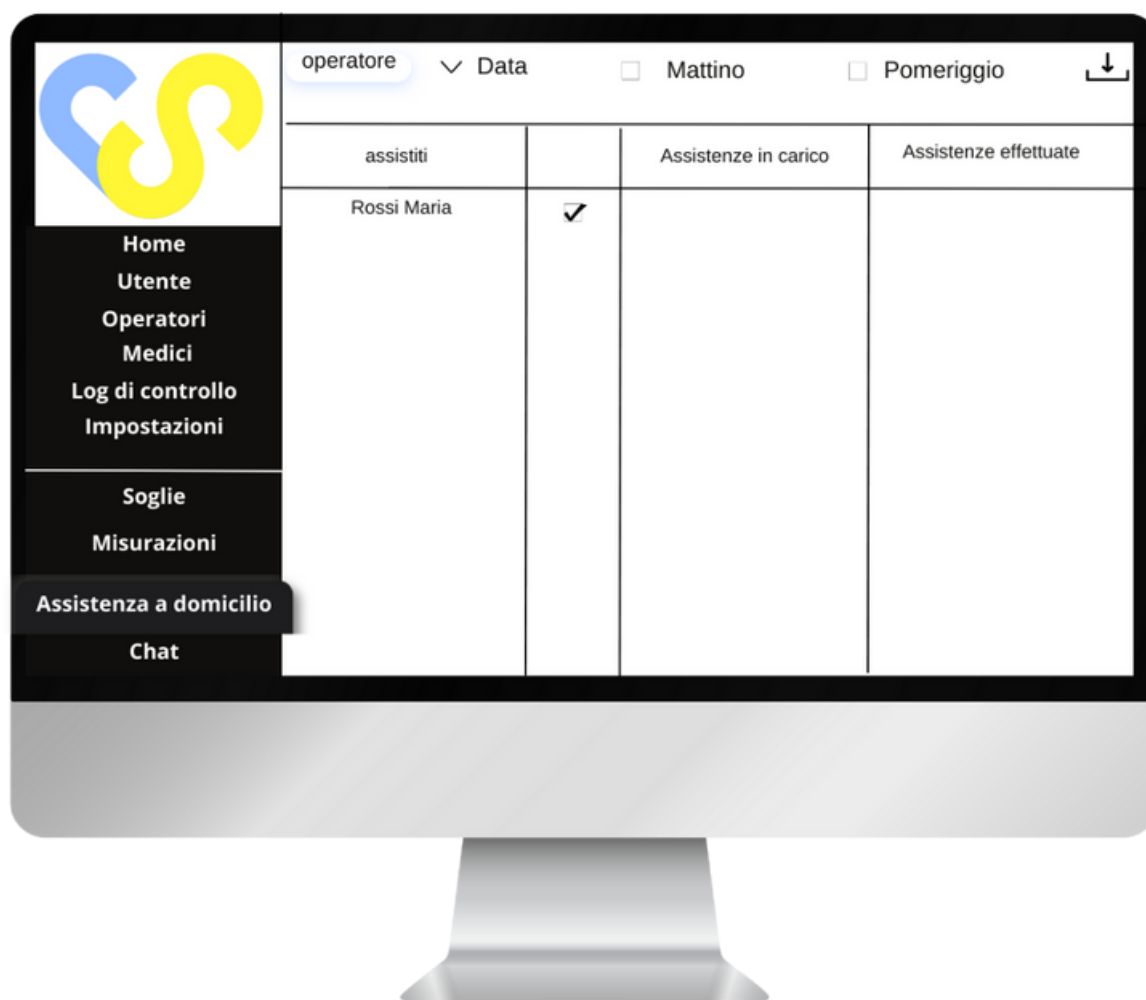 operatore
Data
Mattino
Pomeriggio
assistiti
Assistenze in carico
Assistenze effettuate
Rossi Maria
Home
Utente
Operatori
Medici
Log di controllo
Impostazioni
Soglie
Misurazioni
Assistenza a domicilio
Chat